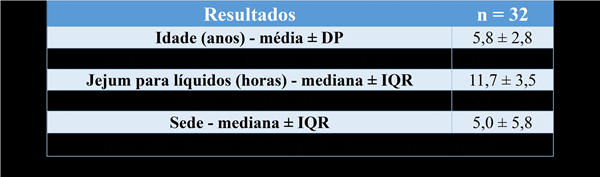 Resultados n = 32
Idade (anos) - média ± DP 5,8 ± 2,8
Jejum para líquidos (horas) - mediana ± IQR 11,7 ± 3,5
Sede - mediana ± IQR 5,0 ± 5,8